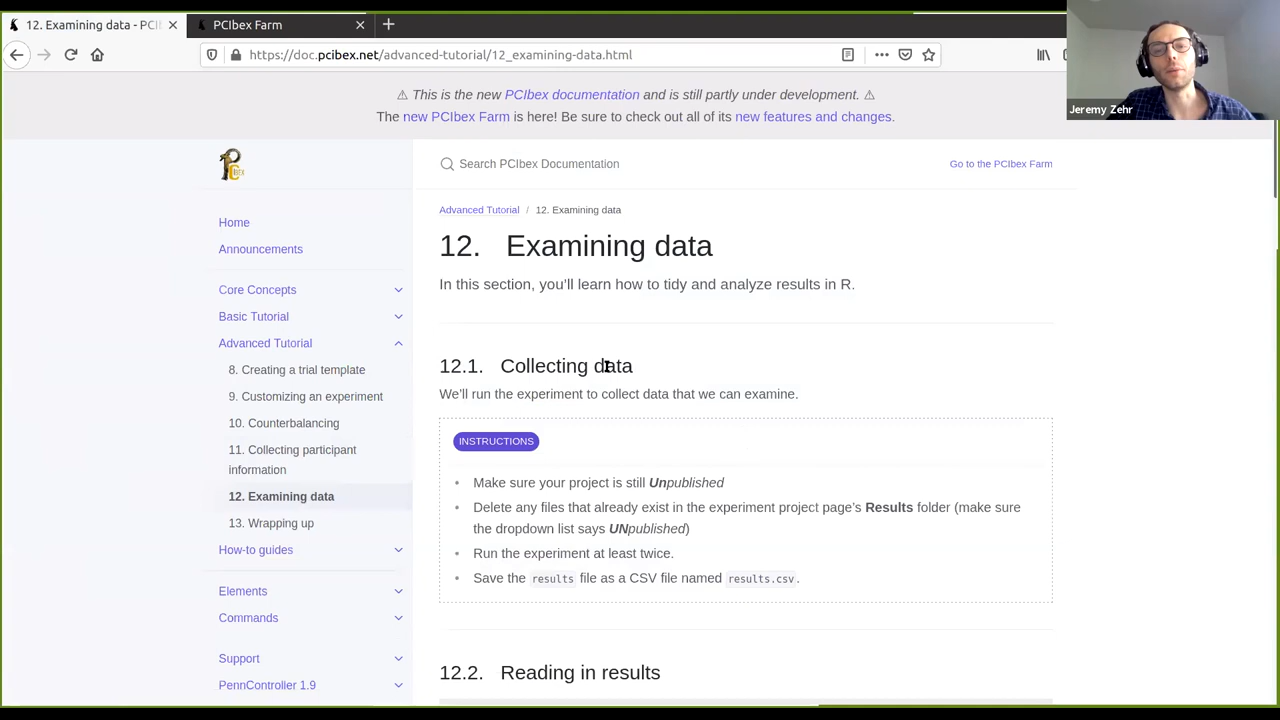 12. Examining data - PCI
PCIbex Farm
https://doc.pcibex.net/advanced-tutorial/12_examining-data.html
Jeremy Zehr
⚠ This is the new PCIbex documentation and is still partly under development. ⚠
The new PCIbex Farm is here! Be sure to check out all of its new features and changes.
Search PCIbex Documentation
Go to the PCIbex Farm
Home
Announcements
Core Concepts
Basic Tutorial
Advanced Tutorial
8. Creating a trial template
9. Customizing an experiment
10. Counterbalancing
11. Collecting participant
information
12. Examining data
13. Wrapping up
How-to guides
Elements
Commands
Support
PennController 1.9
Advanced Tutorial / 12. Examining data
12. Examining data
In this section, you'll learn how to tidy and analyze results in R.
12.1. Collecting data
We'll run the experiment to collect data that we can examine.
INSTRUCTIONS
• Make sure your project is still Unpublished
• Delete any files that already exist in the experiment project page's Results folder (make sure
the dropdown list says UNpublished)
• Run the experiment at least twice.
• Save the results file as a CSV file named results.csv.
12.2. Reading in results